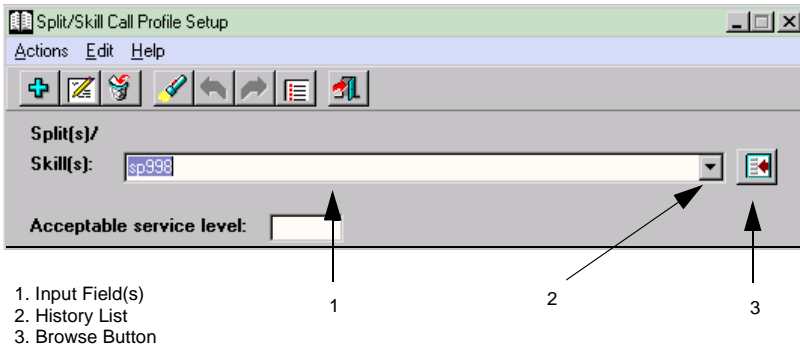 Split/Skill Call Profile Setup
Actions Edit Help
Split(s)/
Skill(s):
sp998
Acceptable service level:
1. Input Field(s)
2. History List
3. Browse Button
1
2
3